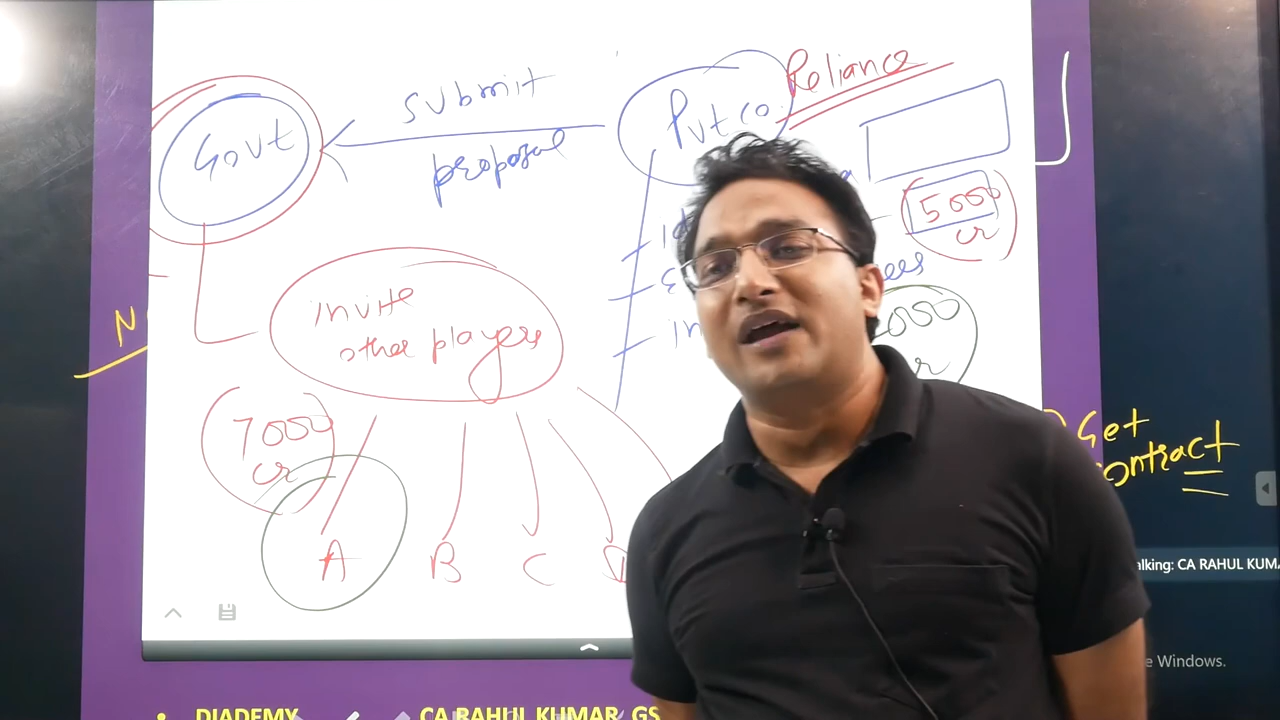 Reliance
submit
Pvt co
Govt
proposal
5000
cr
invite
other players
N
7000
cr
Get
contract
A B C D
alking: CA RAHUL KUMA
e Windows.
DIADEMY CA RAHUL KUMAR, GS